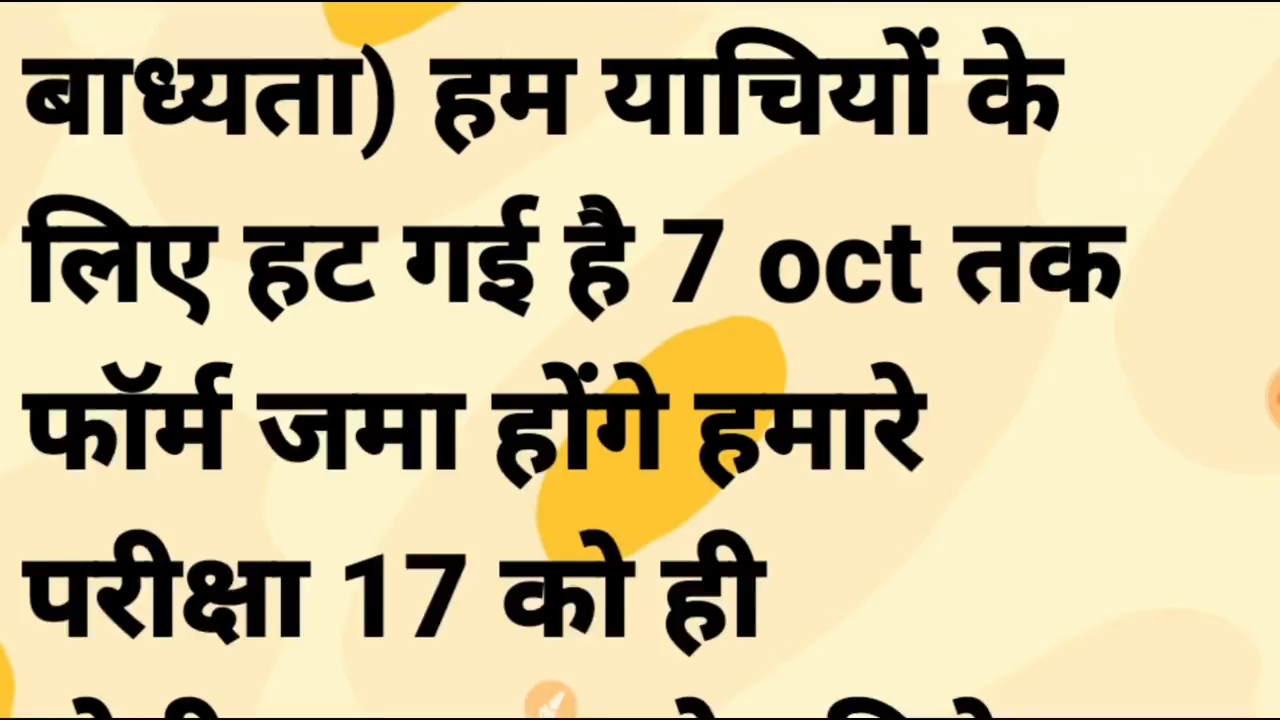 बाध्यता) हम याचियों के
लिए हट गई है 7 oct तक
फॉर्म जमा होंगे हमारे
परीक्षा 17 को ही